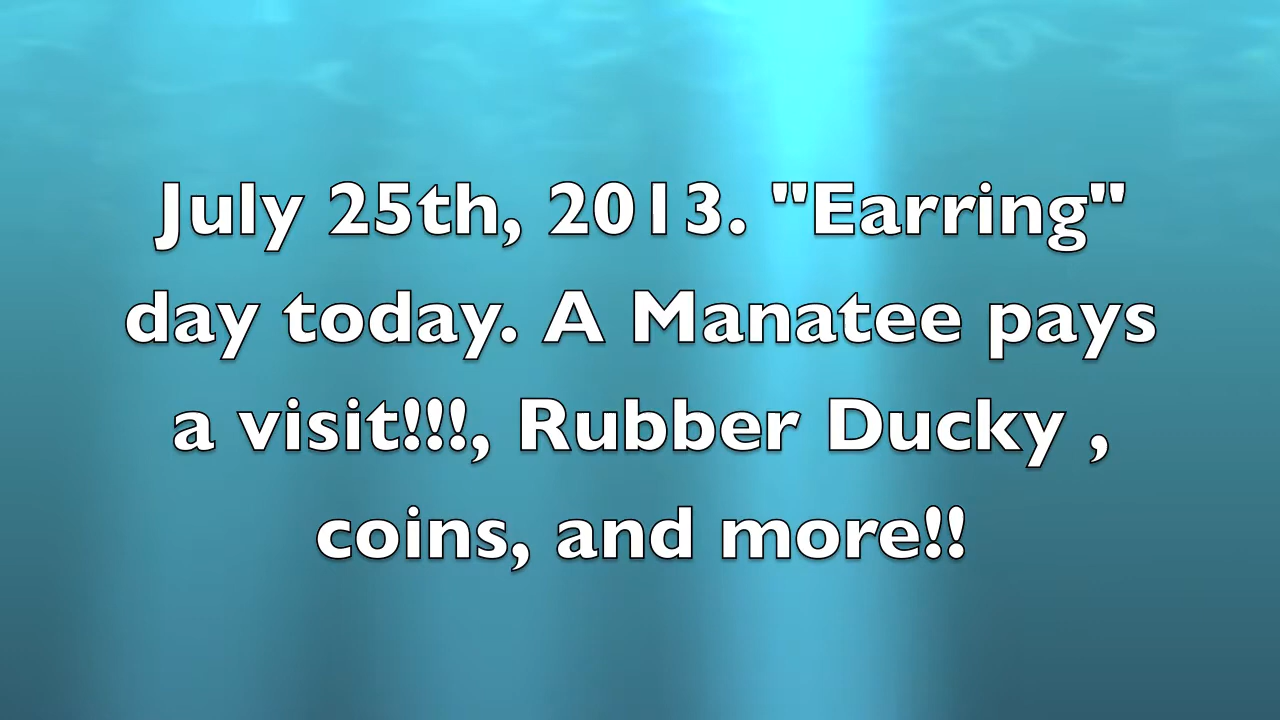 July 25th, 2013. "Earring"
day today. A Manatee pays
a visit!!!, Rubber Ducky ,
coins, and more!!